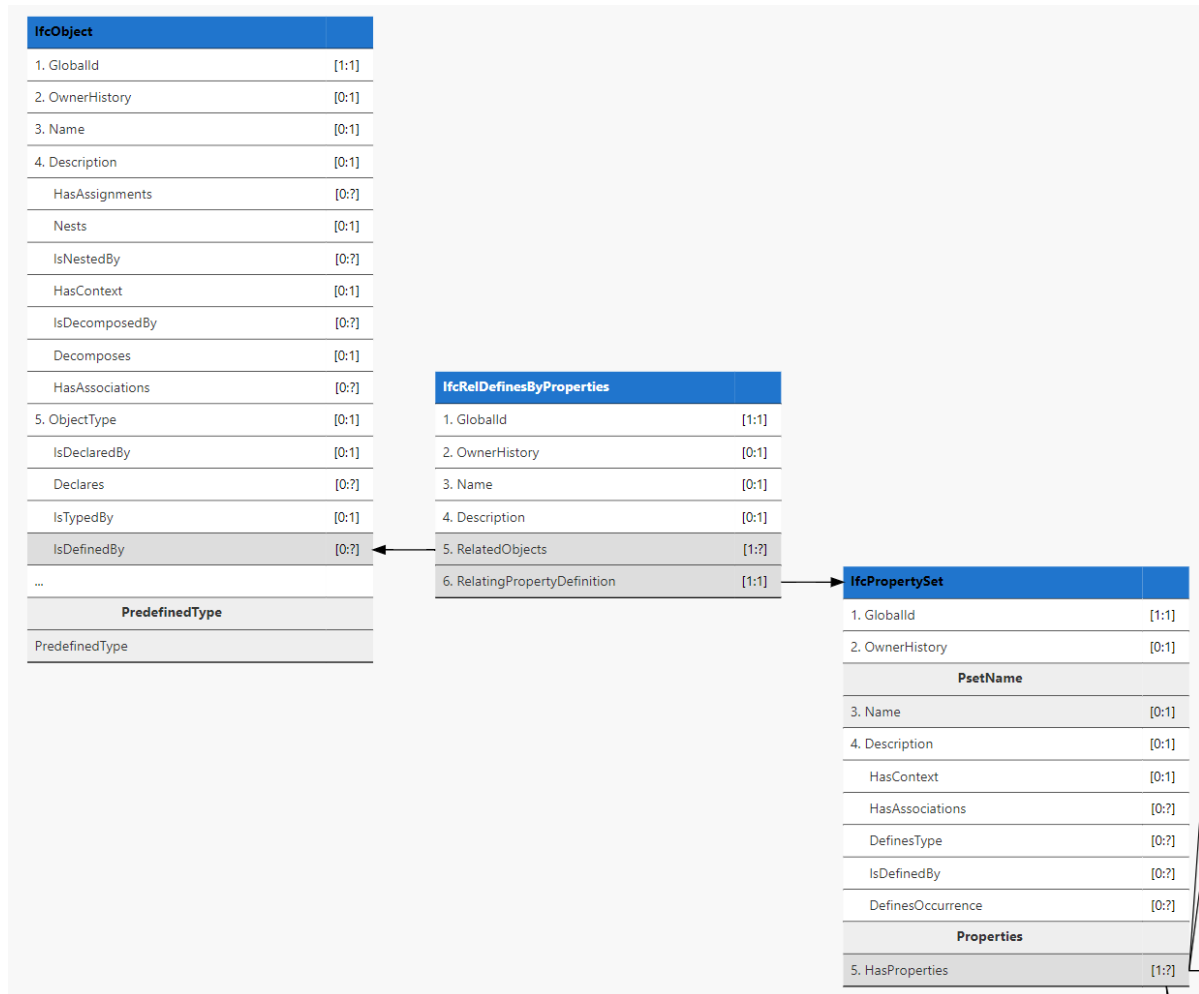 IfcObject
1. GlobalId [1:1]
2. OwnerHistory [0:1]
3. Name [0:1]
4. Description [0:1]
HasAssignments [0:?]
Nests [0:1]
IsNestedBy [0:?]
HasContext [0:1]
IsDecomposedBy [0:?]
Decomposes [0:1]
HasAssociations [0:?]
5. ObjectType [0:1]
IsDeclaredBy [0:1]
Declares [0:?]
IsTypedBy [0:1]
IsDefinedBy [0:?]
...
PredefinedType
PredefinedType
IfcRelDefinesByProperties
1. GlobalId [1:1]
2. OwnerHistory [0:1]
3. Name [0:1]
4. Description [0:1]
5. RelatedObjects [1:?]
6. RelatingPropertyDefinition [1:1]
IfcPropertySet
1. GlobalId [1:1]
2. OwnerHistory [0:1]
PsetName
3. Name [0:1]
4. Description [0:1]
HasContext [0:1]
HasAssociations [0:?]
DefinesType [0:?]
IsDefinedBy [0:?]
DefinesOccurrence [0:?]
Properties
5. HasProperties [1:?]